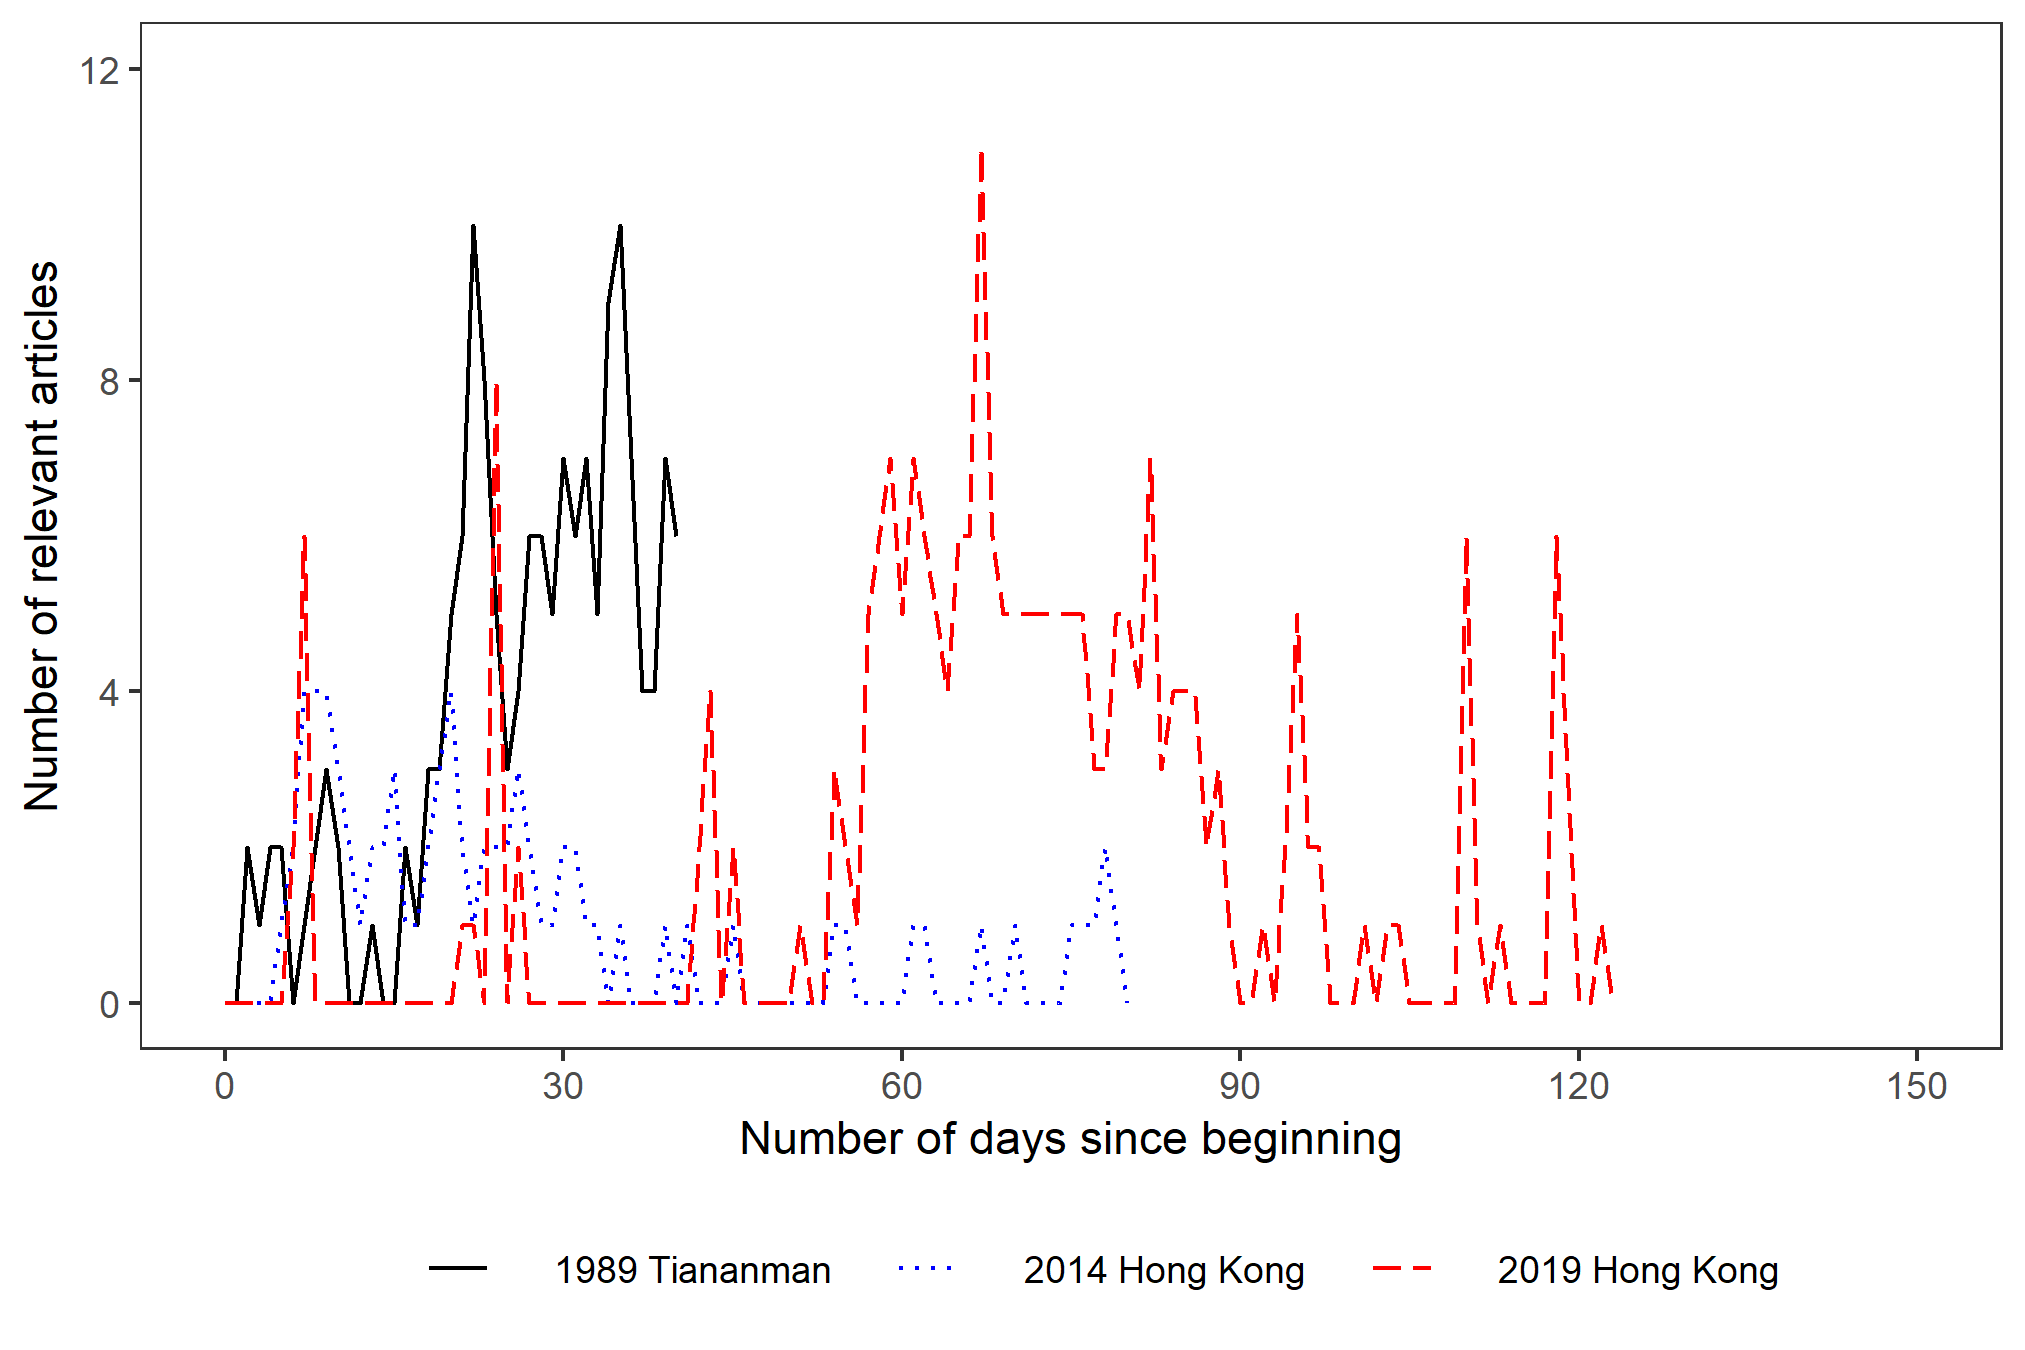 12
8
4
0
Number of relevant articles
0 30 60 90 120 150
Number of days since beginning
1989 Tiananman 2014 Hong Kong 2019 Hong Kong